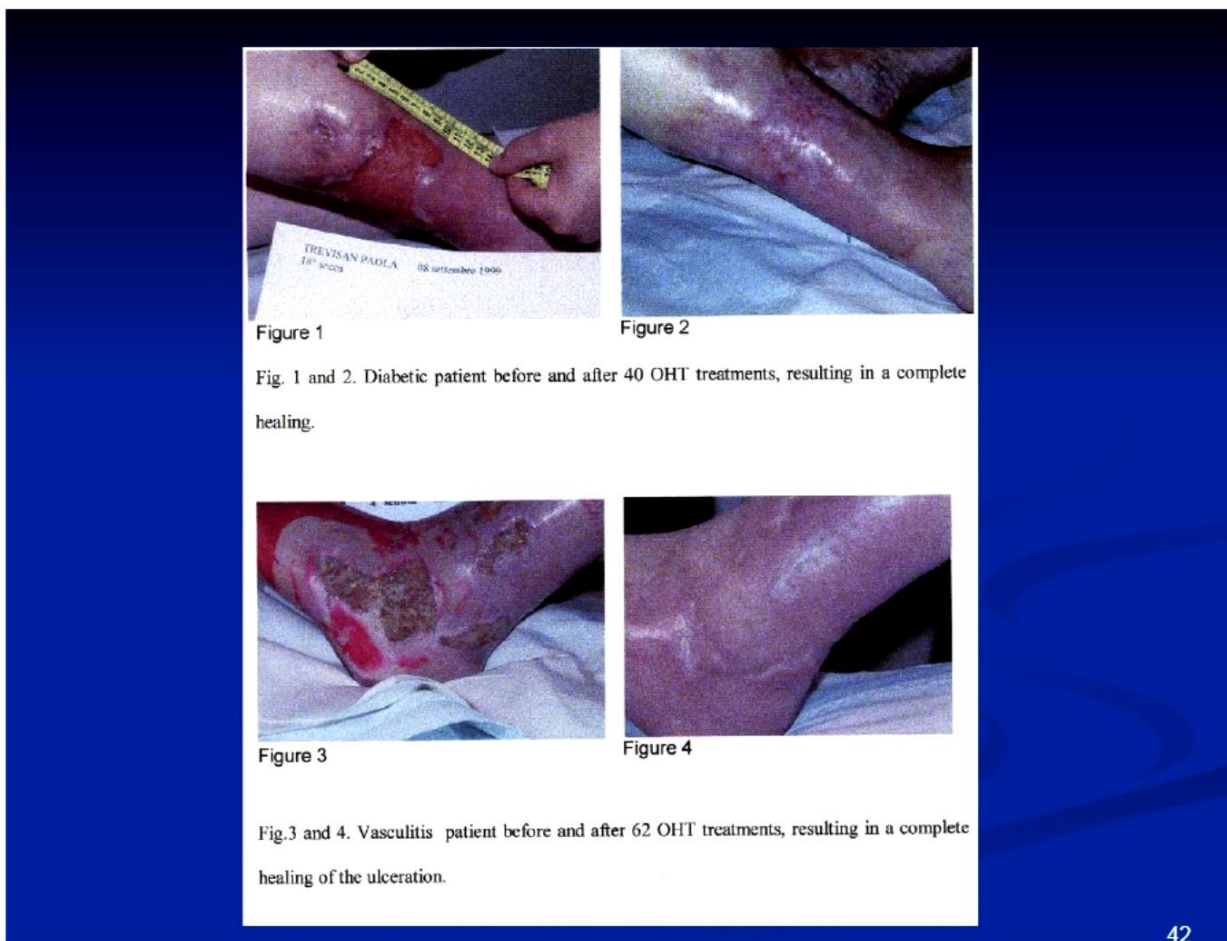 TREVISAN PAOLA 08 settembre 1999
18ª secca
Figure 1
Figure 2
Fig. 1 and 2. Diabetic patient before and after 40 OHT treatments, resulting in a complete
healing.
Figure 3
Figure 4
Fig.3 and 4. Vasculitis patient before and after 62 OHT treatments, resulting in a complete
healing of the ulceration.
42